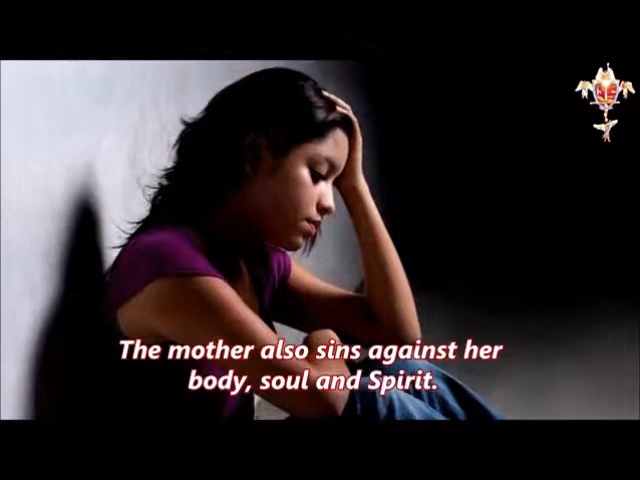 The mother also sins against her
body, soul and Spirit.